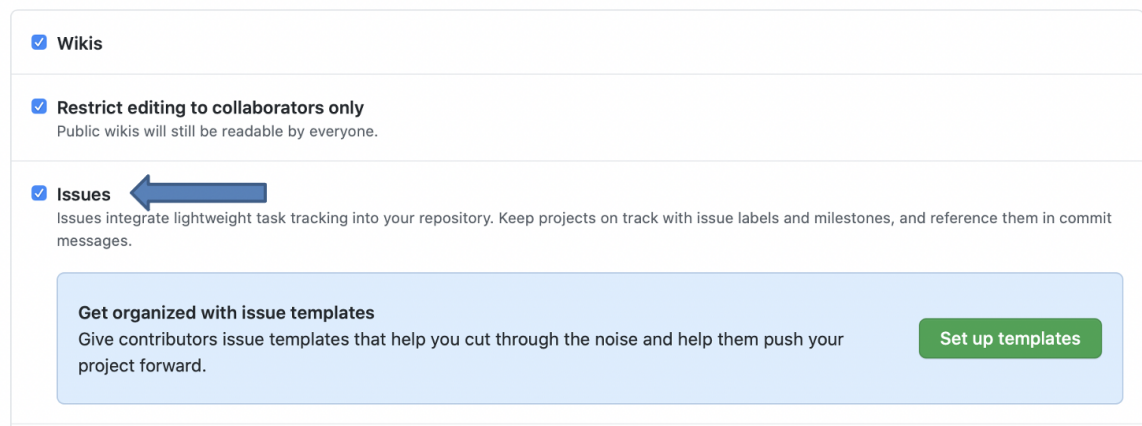 Wikis
Restrict editing to collaborators only
Public wikis will still be readable by everyone.
Issues
Issues integrate lightweight task tracking into your repository. Keep projects on track with issue labels and milestones, and reference them in commit
messages.
Get organized with issue templates
Give contributors issue templates that help you cut through the noise and help them push your
project forward.
Set up templates